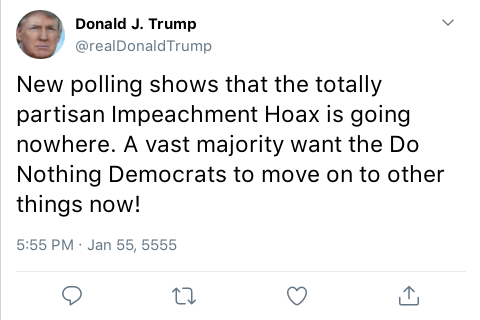 Donald J. Trump
@realDonaldTrump
New polling shows that the totally
partisan Impeachment Hoax is going
nowhere. A vast majority want the Do
Nothing Democrats to move on to other
things now!
5:55 PM · Jan 55, 5555